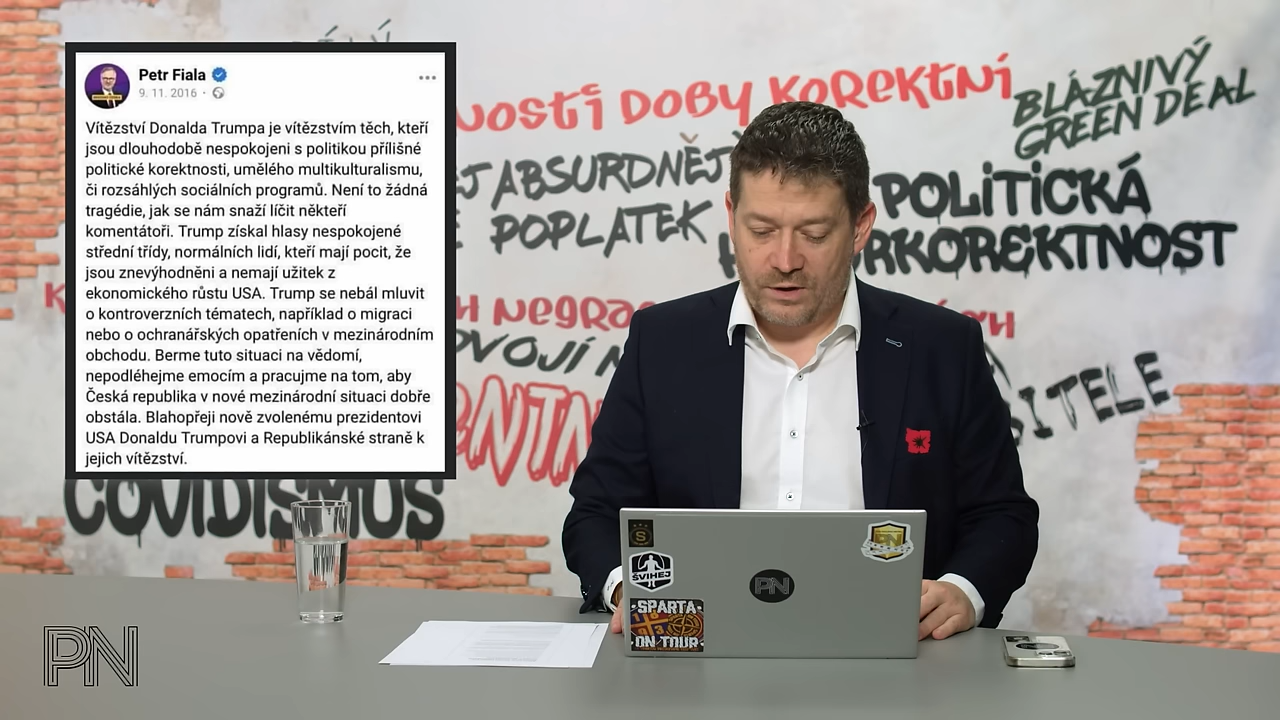 Petr Fiala
9. 11. 2016
Vítězství Donalda Trumpa je vítězstvím těch, kteří
jsou dlouhodobě nespokojeni s politikou přílišné
politické korektnosti, umělého multikulturalismu,
či rozsáhlých sociálních programů. Není to žádná
tragédie, jak se nám snaží líčit někteří
komentátoři. Trump získal hlasy nespokojené
střední třídy, normálních lidí, kteří mají pocit, že
jsou znevýhodněni a nemají užitek z
ekonomického růstu USA. Trump se nebál mluvit
o kontroverzních tématech, například o migraci
nebo o ochranářských opatřeních v mezinárodním
obchodu. Berme tuto situaci na vědomí,
nepodléhejme emocím a pracujme na tom, aby
Česká republika v nové mezinárodní situaci dobře
obstála. Blahopřeji nově zvolenému prezidentovi
USA Donaldu Trumpovi a Republikánské straně k
jejich vítězství.
DOBY KOREKTNÍ
BLÁZNIVÝ
GREEN DEAL
POPLATEK
POLITICKÁ
COVIDISMUS
S
ŠVIHEJ
SPARTA
ON TOUR
PN
PN
PN